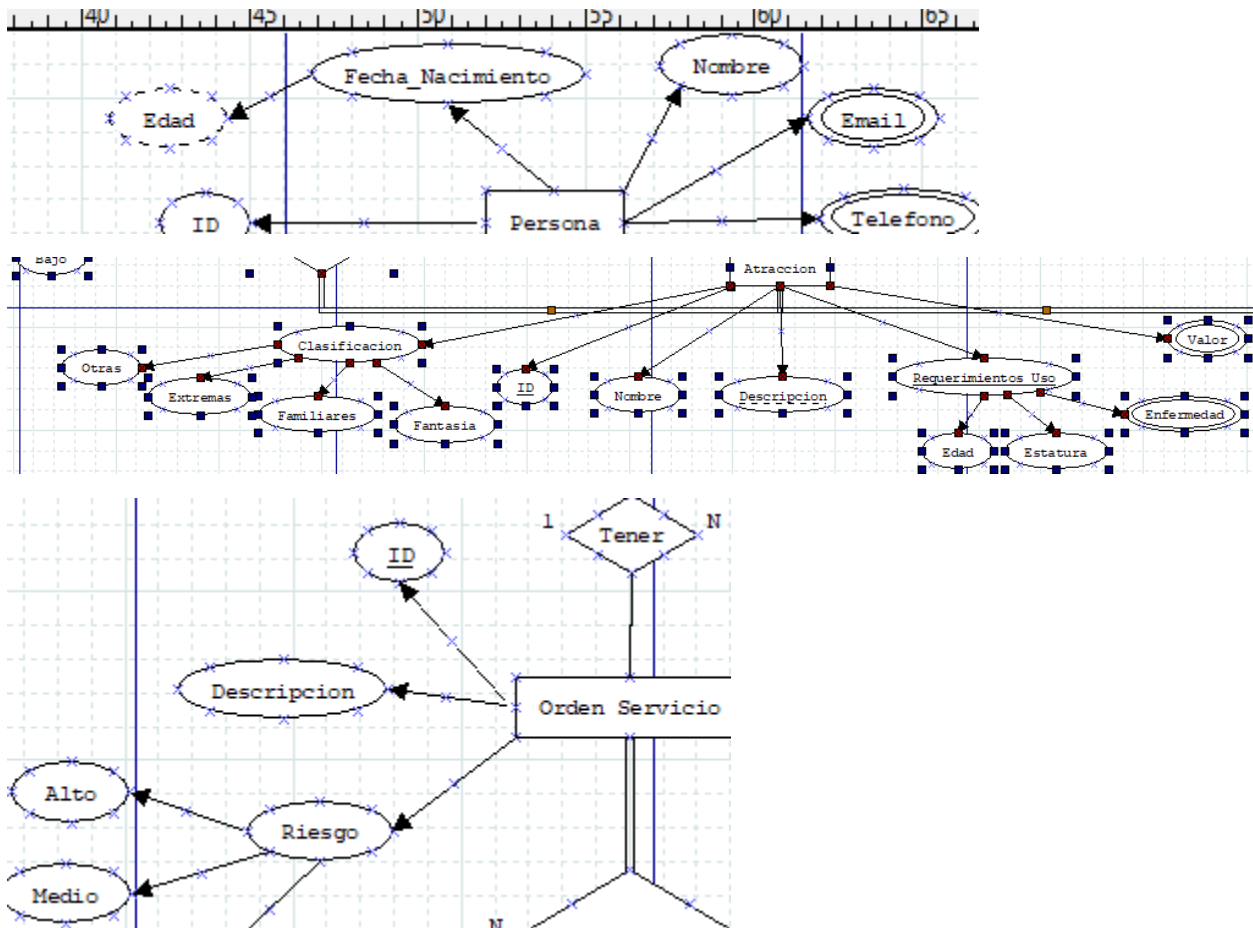 40 45 50 55 60 65
Fecha_Nacimiento
Nombre
Edad
Email
ID
Persona
Telefono
Bajo
Atraccion
Clasificacion
Valor
Otras
Extremas
Familiares
Fantasia
ID
Nombre
Descripcion
Requerimientos Uso
Enfermedad
Edad
Estatura
1
Tener
N
ID
Descripcion
Orden Servicio
Alto
Riesgo
Medio
N